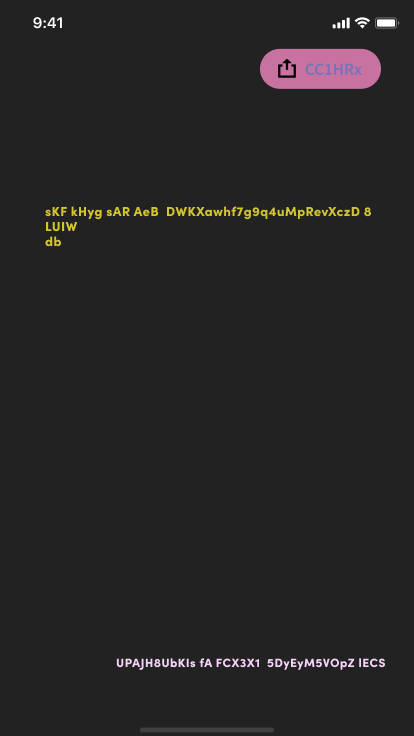 9:41
CC1HRx
sKF kHyg sAR AeB DWKXawhf7g9q4uMpRevXczD 8
LUIW
db
UPAJH8UbKIs fA FCX3X1 5DyEyM5VOpZ lECS